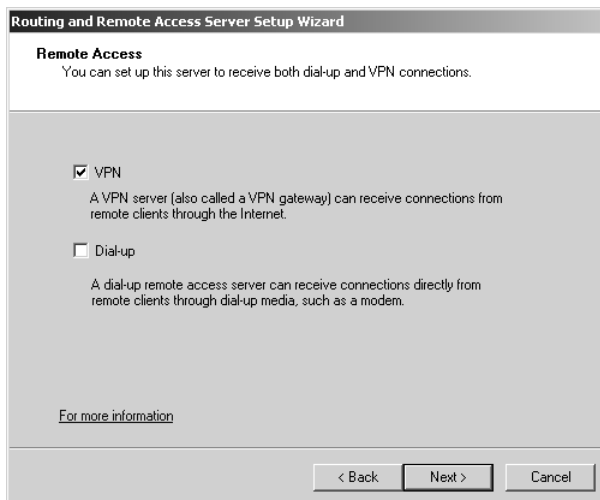 Routing and Remote Access Server Setup Wizard
Remote Access
You can set up this server to receive both dial-up and VPN connections.
VPN
A VPN server (also called a VPN gateway) can receive connections from
remote clients through the Internet.
Dial-up
A dial-up remote access server can receive connections directly from
remote clients through dial-up media, such as a modem.
For more information
< Back Next > Cancel